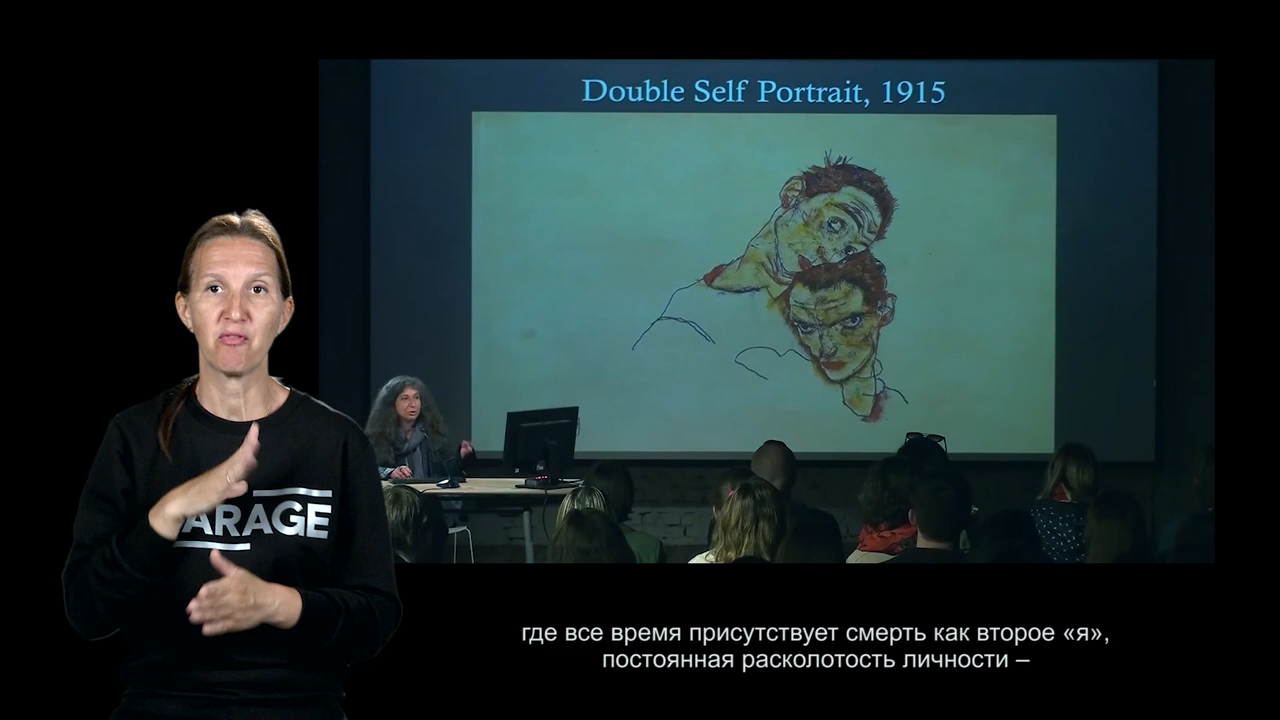 Double Self Portrait, 1915
ARAGE
где все время присутствует смерть как второе «я»,
постоянная расколотость личности –